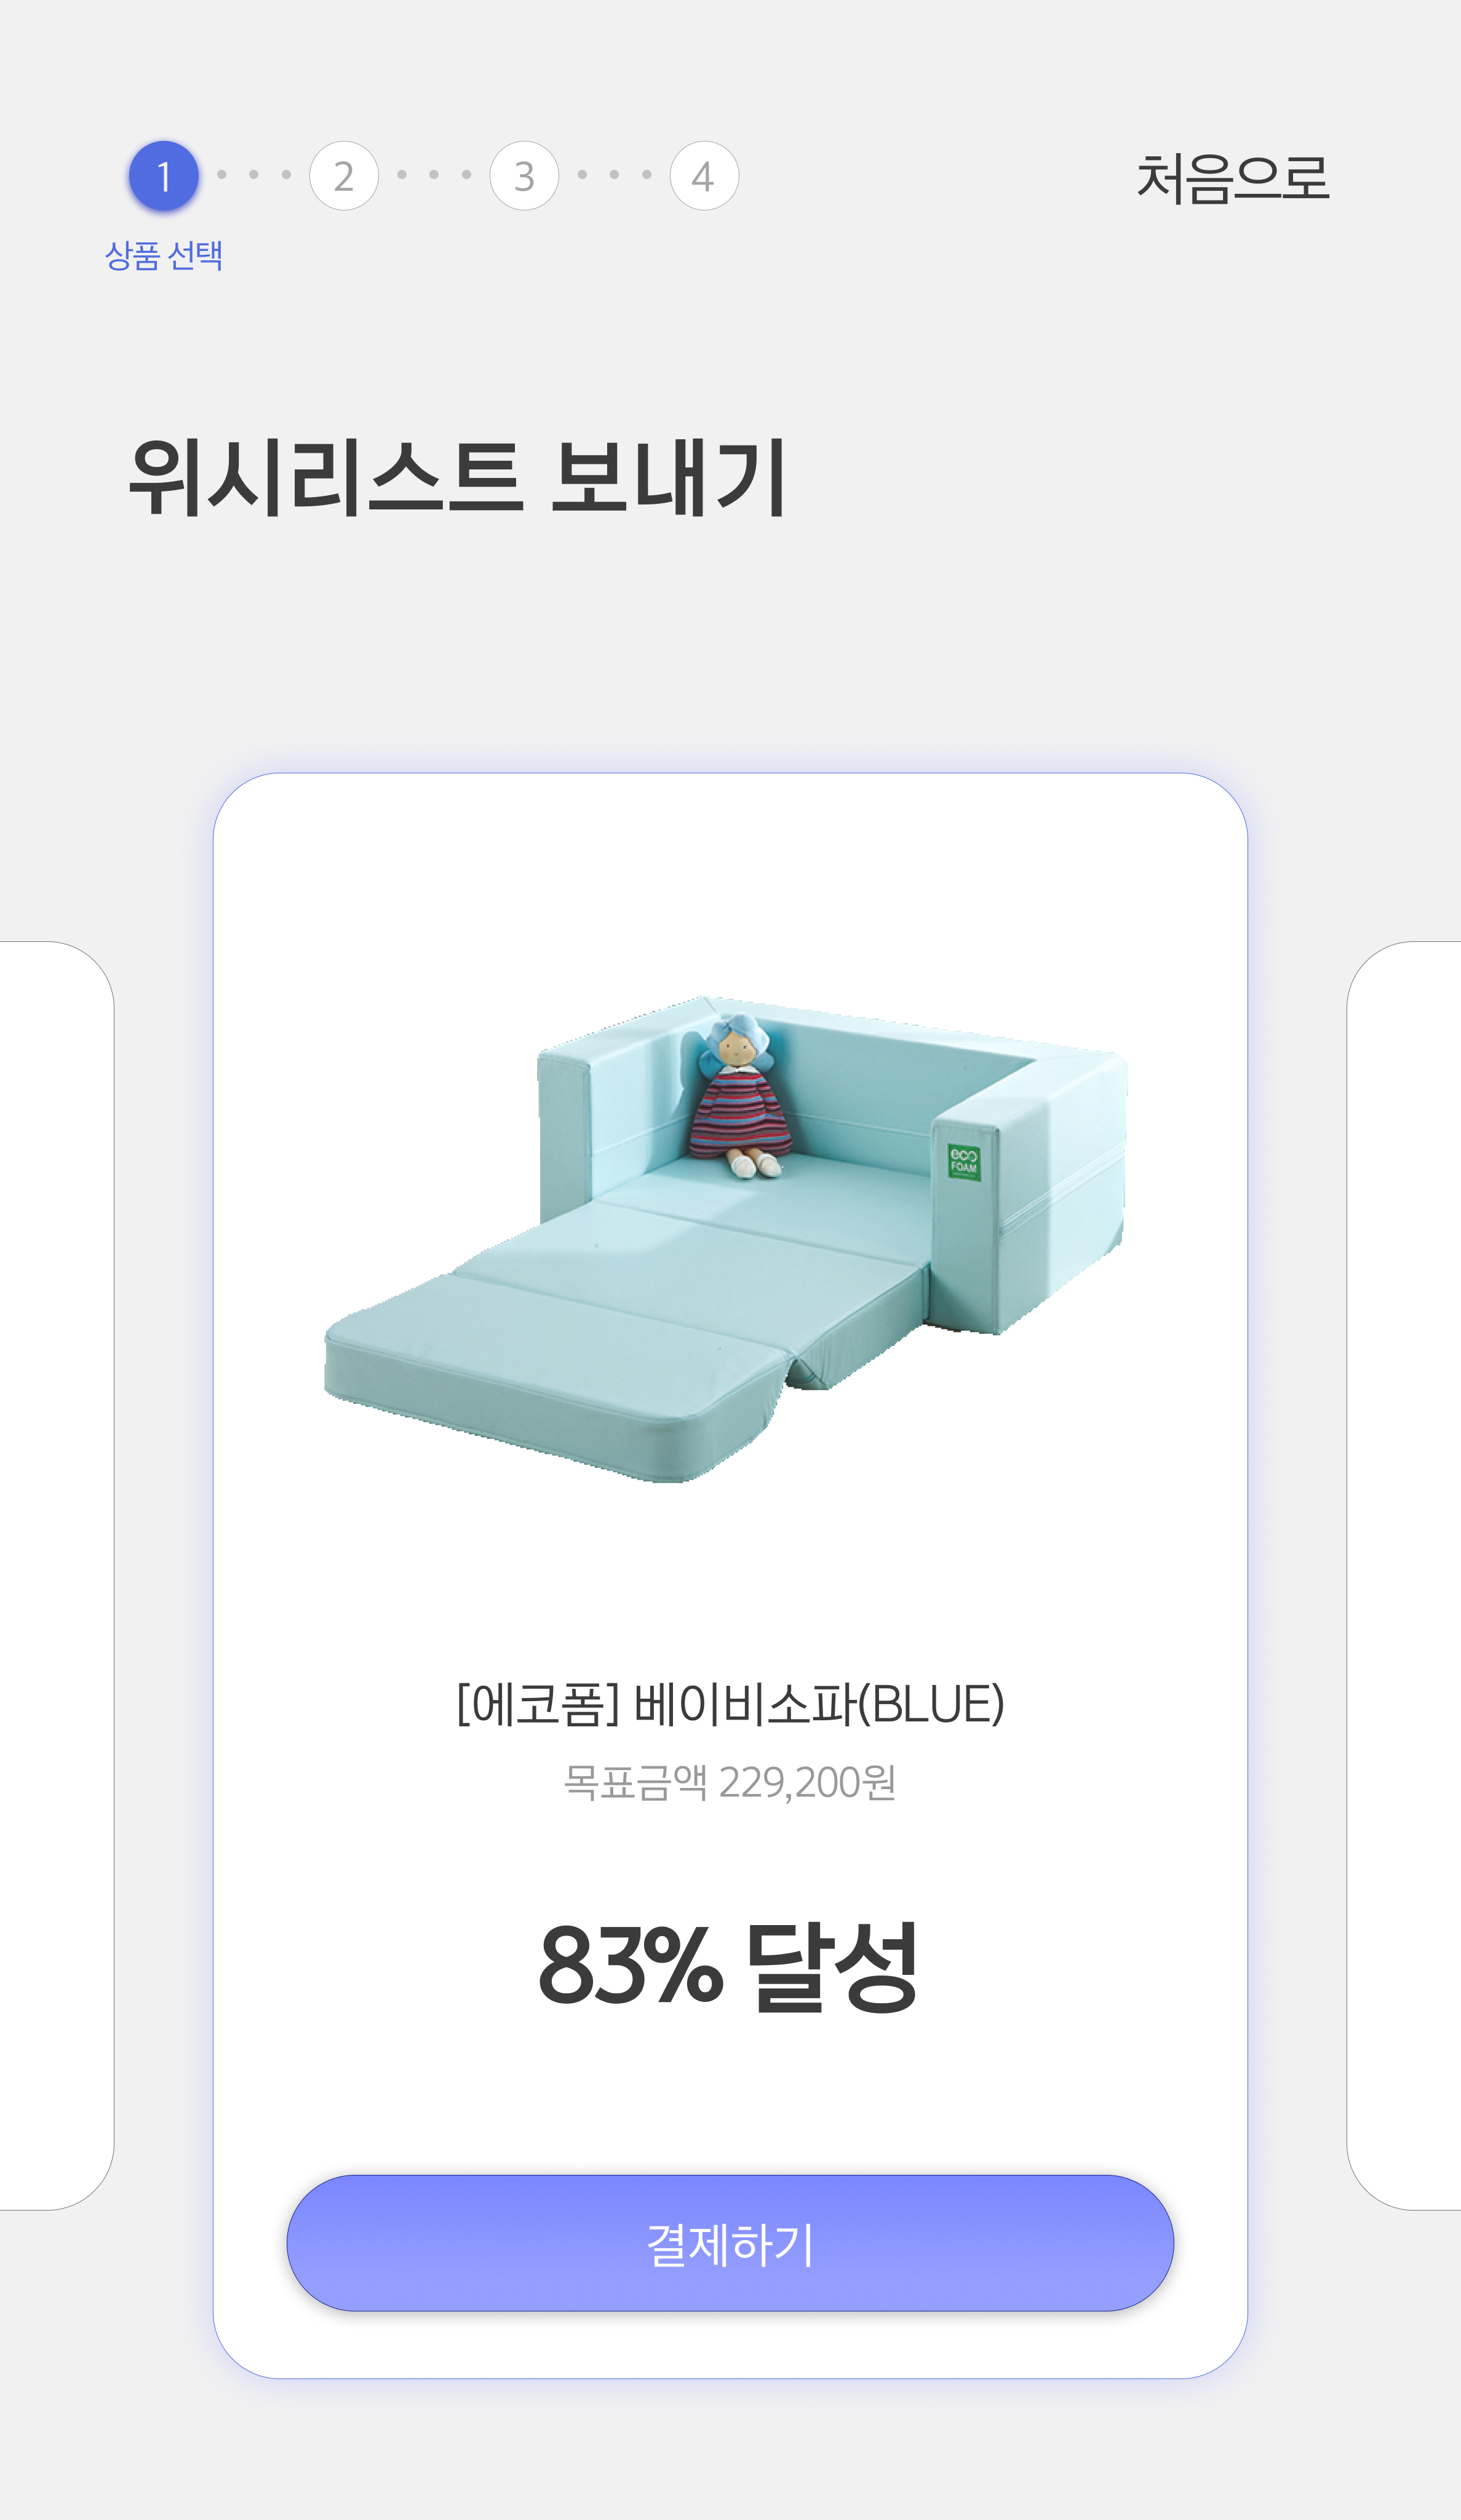 1 2 3 4
처음으로
상품 선택
위시리스트 보내기
eco
FOAM
[에코폼] 베이비소파(BLUE)
목표금액 229,200원
83% 달성
결제하기